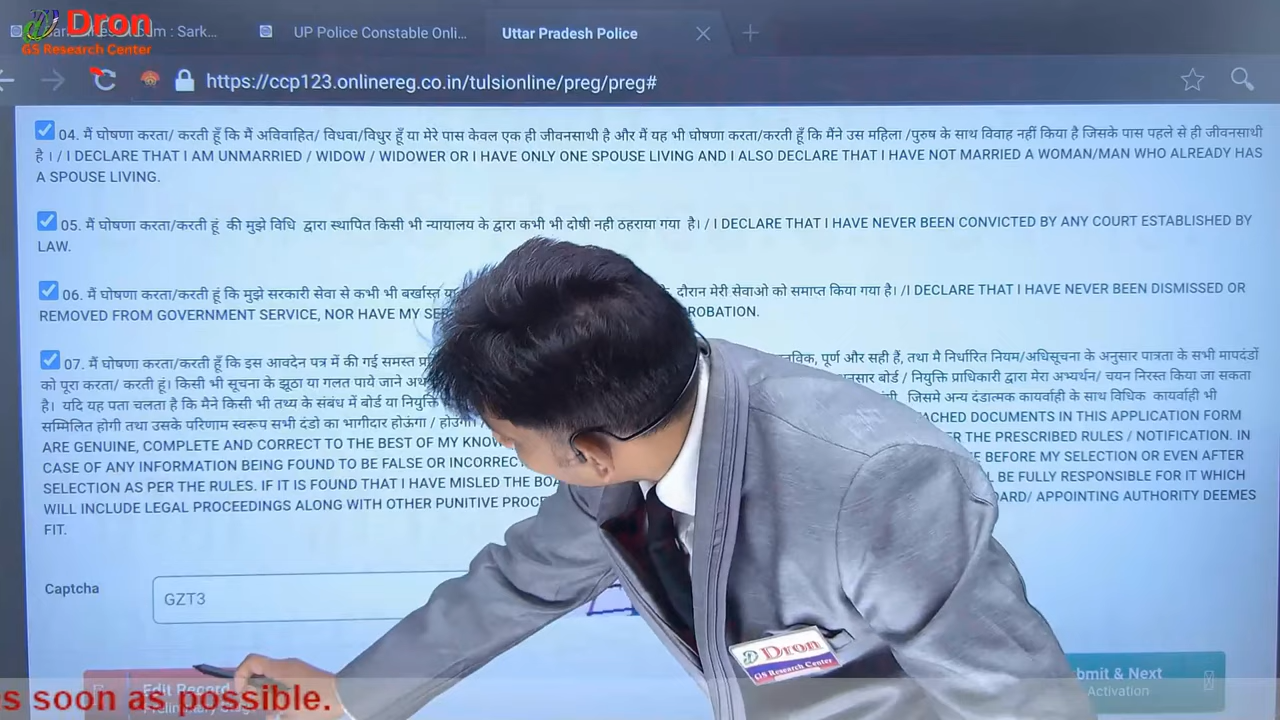 Dron
GS Research Center
UP Police Constable Onli...
Uttar Pradesh Police
https://ccp123.onlinereg.co.in/tulsionline/preg/preg#
04. मैं घोषणा करता/ करती हूँ कि मैं अविवाहित/ विधवा/विधुर हूँ या मेरे पास केवल एक ही जीवनसाथी है और मैं यह भी घोषणा करता/करती हूँ कि मैंने उस महिला /पुरुष के साथ विवाह नहीं किया है जिसके पास पहले से ही जीवनसाथी
है । / I DECLARE THAT I AM UNMARRIED / WIDOW / WIDOWER OR I HAVE ONLY ONE SPOUSE LIVING AND I ALSO DECLARE THAT I HAVE NOT MARRIED A WOMAN/MAN WHO ALREADY HAS
A SPOUSE LIVING.
05. मैं घोषणा करता/करती हूं की मुझे विधि द्वारा स्थापित किसी भी न्यायालय के द्वारा कभी भी दोषी नही ठहराया गया है। / I DECLARE THAT I HAVE NEVER BEEN CONVICTED BY ANY COURT ESTABLISHED BY
LAW.
06. मैं घोषणा करता/करती हूं कि मुझे सरकारी सेवा से कभी भी बर्खास्त दौरान मेरी सेवाओ को समाप्त किया गया है। /I DECLARE THAT I HAVE NEVER BEEN DISMISSED OR
REMOVED FROM GOVERNMENT SERVICE, NOR HAVE MY
07. मैं घोषणा करता/करती हूँ कि इस आवदेन पत्र में की गई समस्त पूर्ण और सही हैं, तथा मै निर्धारित नियम/अधिसूचना के अनुसार पात्रता के सभी मापदंडों
को पूरा करता/ करती हूं। किसी भी सूचना के झूठा या गलत पाये जाने बोर्ड / नियुक्ति प्राधिकारी द्वारा मेरा अभ्यर्थन/ चयन निरस्त किया जा सकता
है। यदि यह पता चलता है कि मैने किसी भी तथ्य के संबंध में बोर्ड या जिसमे अन्य दंडात्मक कार्यवाही के साथ विधिक कार्यवाही भी
सम्मिलित होगी तथा उसके परिणाम स्वरूप सभी दंडो का भागीदार होऊंगा / DOCUMENTS IN THIS APPLICATION FORM
ARE GENUINE, COMPLETE AND CORRECT TO THE BEST OF MY THE PRESCRIBED RULES / NOTIFICATION. IN
CASE OF ANY INFORMATION BEING FOUND TO BE FALSE OR BEFORE MY SELECTION OR EVEN AFTER
SELECTION AS PER THE RULES. IF IT IS FOUND THAT I HAVE MISLED THE BE FULLY RESPONSIBLE FOR IT WHICH
WILL INCLUDE LEGAL PROCEEDINGS ALONG WITH OTHER PUNITIVE APPOINTING AUTHORITY DEEMES
FIT.
Captcha
GZT3
Edit Record
& Next
Activation
Dron
GS Research Center
soon as possible.